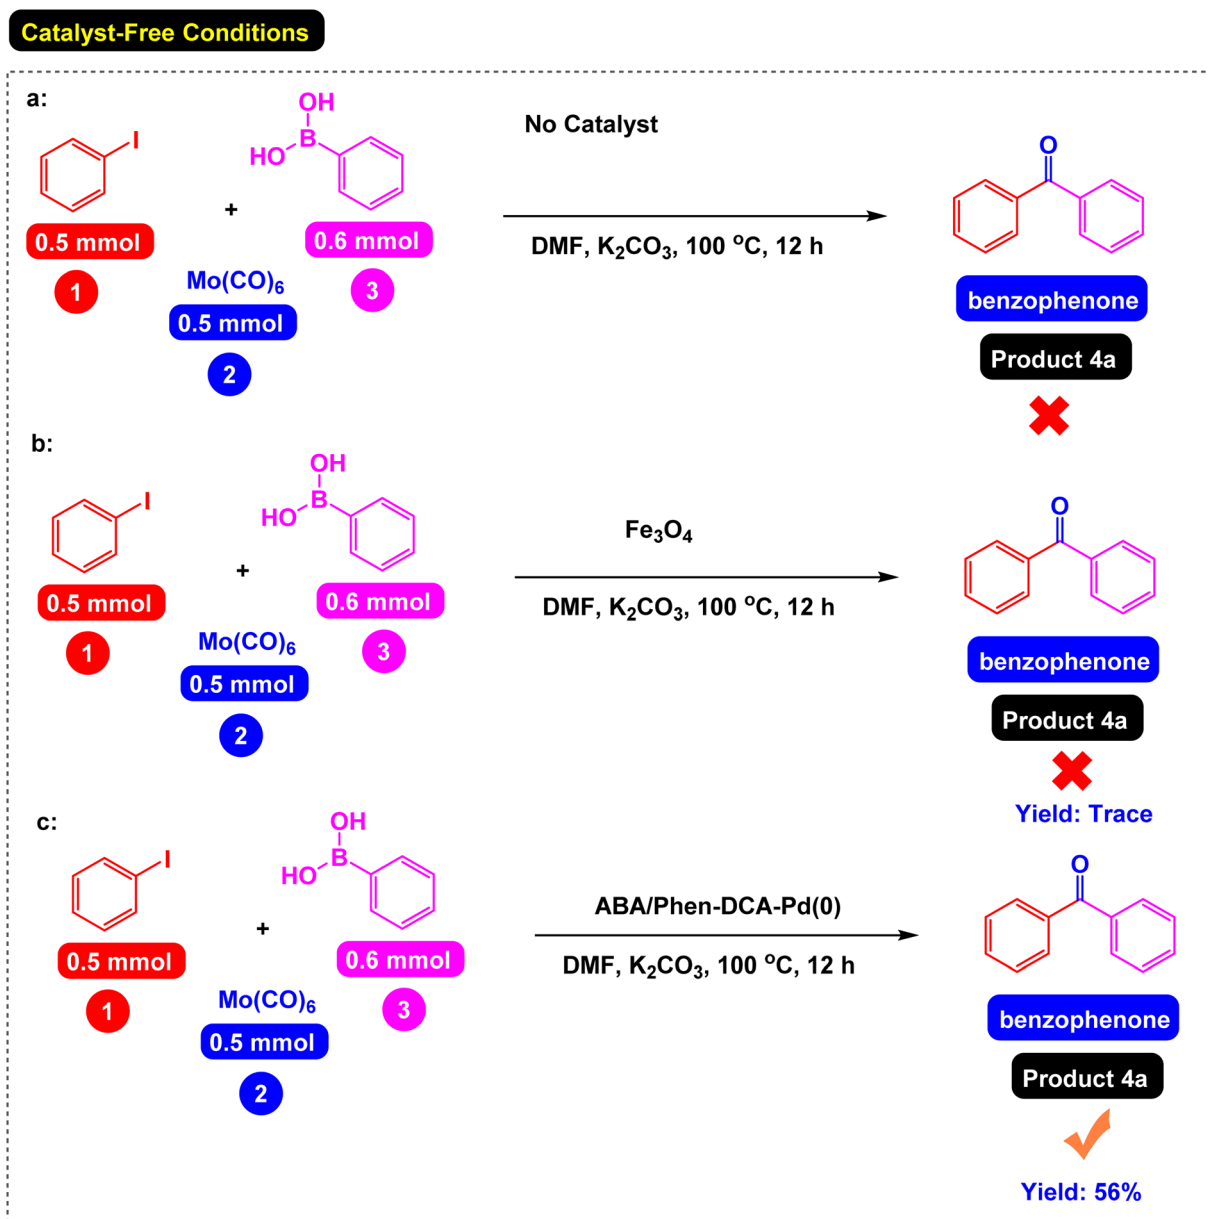 Catalyst-Free Conditions
a:
OH
B
HO
I
No Catalyst
O
+
0.5 mmol
0.6 mmol
DMF, K₂CO₃, 100 °C, 12 h
1
Mo(CO)₆
3
benzophenone
0.5 mmol
2
Product 4a
b:
OH
B
HO
I
Fe₃O₄
O
+
0.5 mmol
0.6 mmol
DMF, K₂CO₃, 100 °C, 12 h
1
Mo(CO)₆
3
benzophenone
0.5 mmol
2
Product 4a
Yield: Trace
c:
OH
B
HO
I
ABA/Phen-DCA-Pd(0)
O
+
0.5 mmol
0.6 mmol
DMF, K₂CO₃, 100 °C, 12 h
1
Mo(CO)₆
3
benzophenone
0.5 mmol
2
Product 4a
Yield: 56%